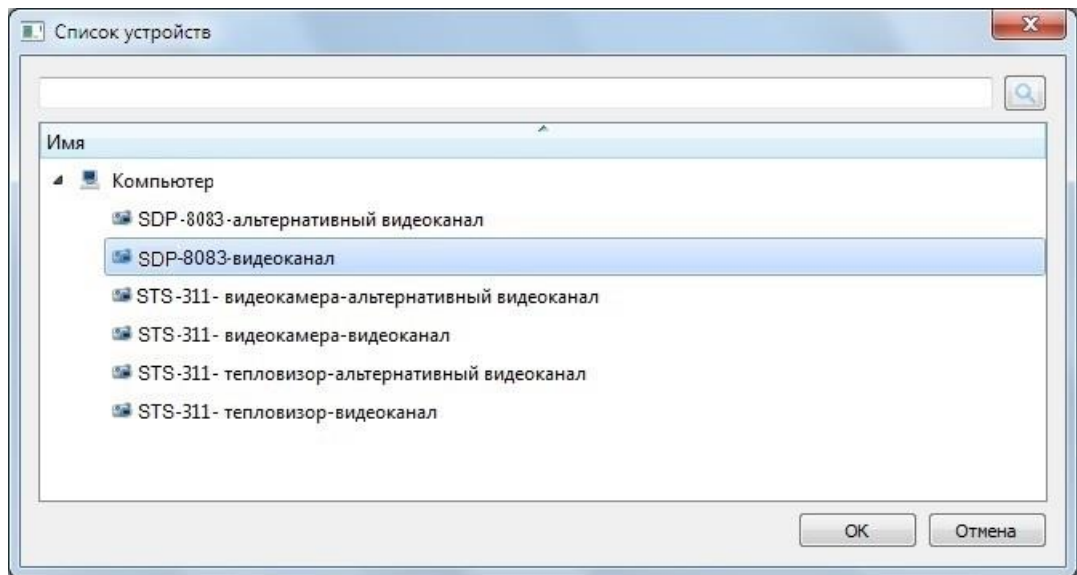 Список устройств
Имя
Компьютер
SDP-8083-альтернативный видеоканал
SDP-8083-видеоканал
STS-311- видеокамера-альтернативный видеоканал
STS-311- видеокамера-видеоканал
STS-311- тепловизор-альтернативный видеоканал
STS-311- тепловизор-видеоканал
OK Отмена